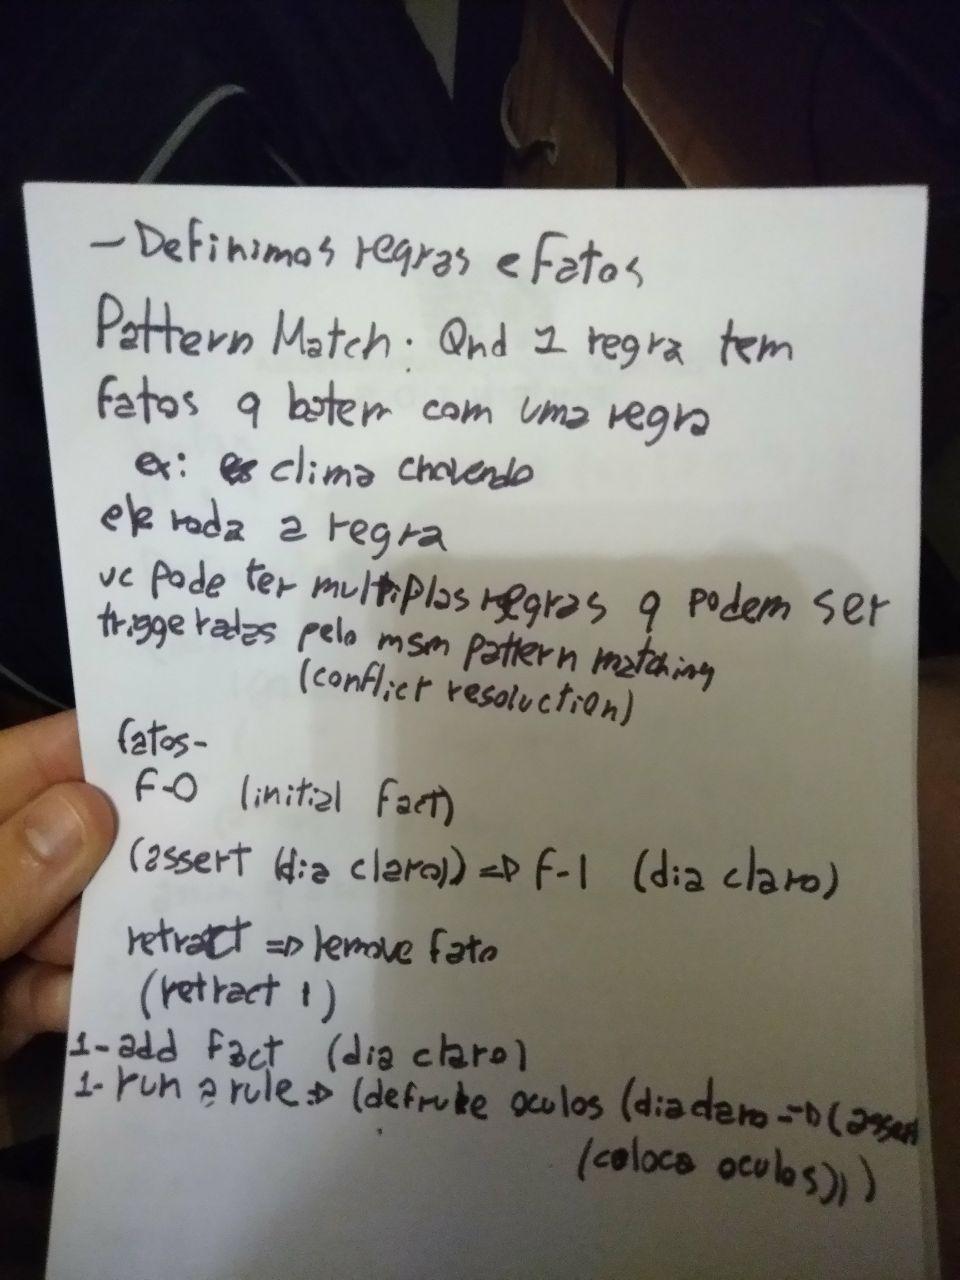 - Definimos regras e fatos
Pattern Match. Qnd 1 regra tem
fatos q batem com uma regra
ex: es clima chovendo
ele roda a regra
vc pode ter multiplas regras q podem ser
triggeradas pelo msm pattern matching
(conflict resoluction)
fatos-
F-0 (initial fact)
(assert (dia claro)) => F-1 (dia claro)
retract => remove fato
(retract 1)
1- add fact (dia claro)
1- run a rule => (defrule oculos (dia claro => (assert
(coloca oculos))))